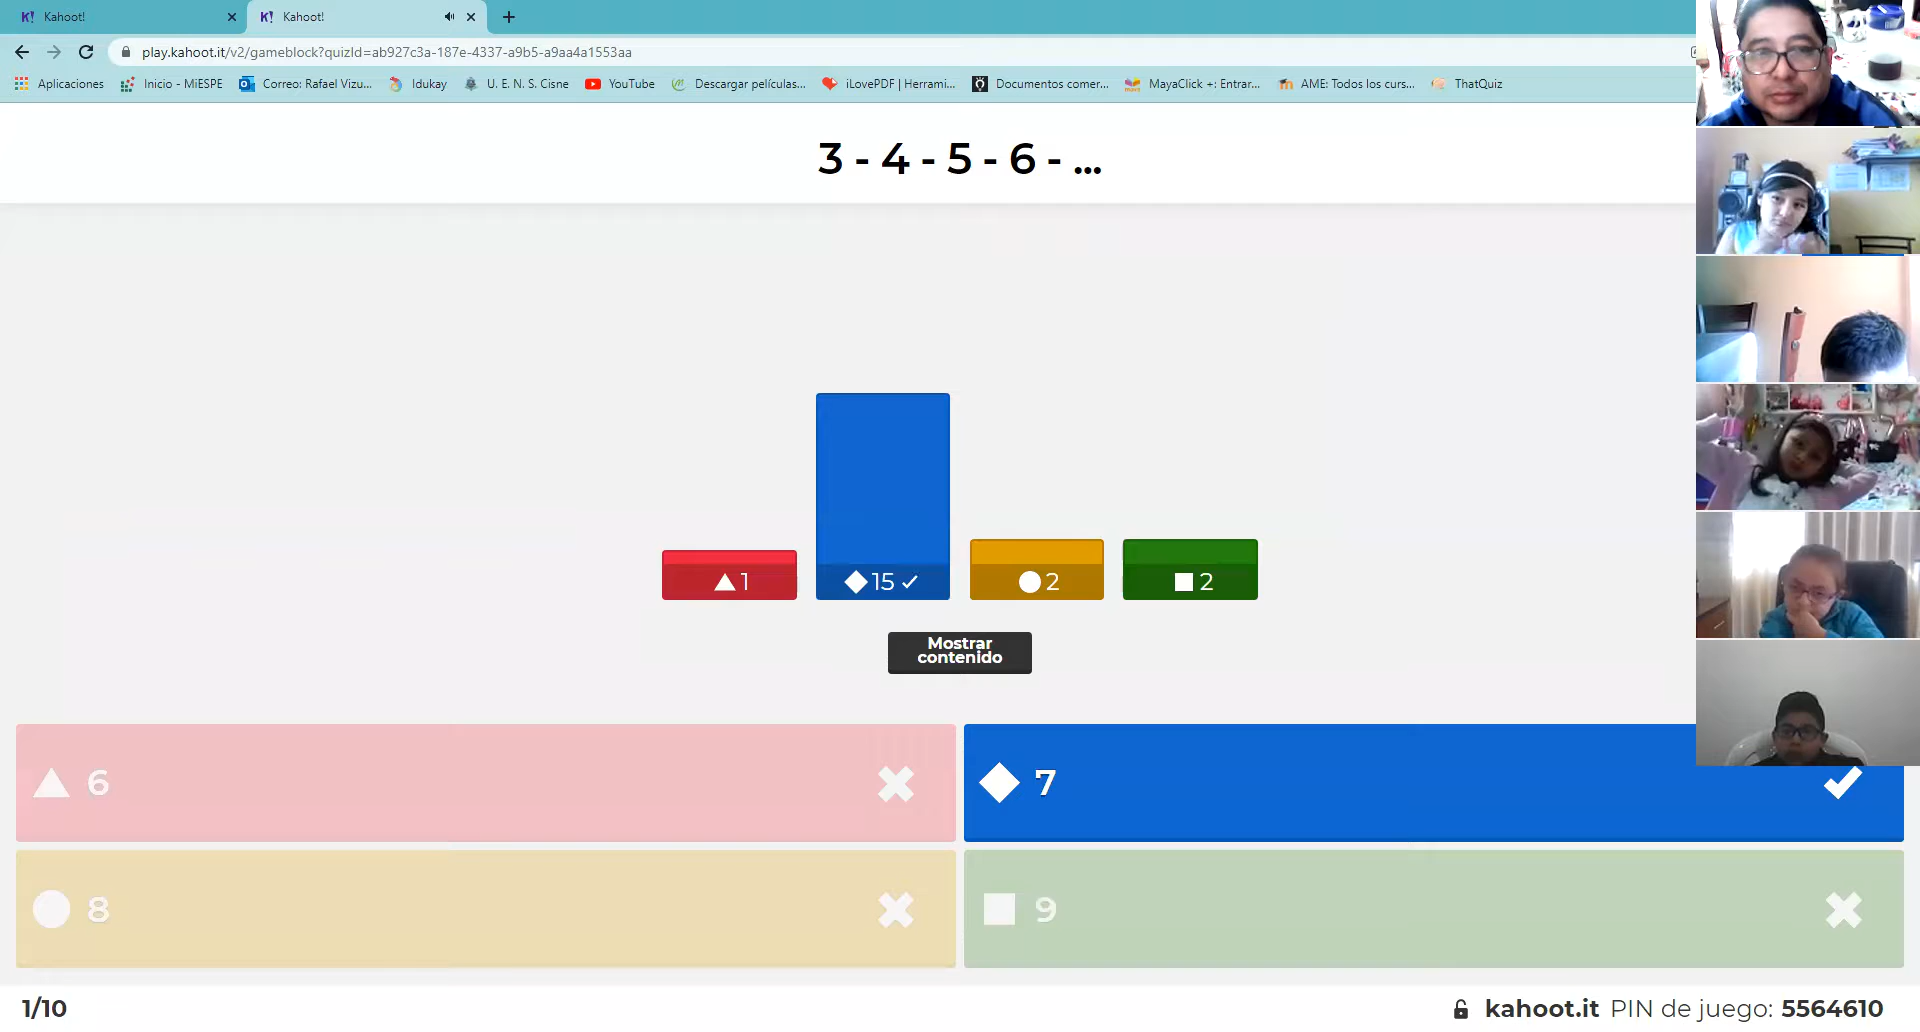 Kahoot!
Kahoot!
play.kahoot.it/v2/gameblock?quizId=ab927c3a-187e-4337-a9b5-a9aa4a1553aa
Aplicaciones Inicio - MiESPE Correo: Rafael Vizu... Idukay U. E. N. S. Cisne YouTube Descargar películas... iLovePDF | Herrami... Documentos comer... MayaClick +: Entrar... AME: Todos los curs... ThatQuiz
3 - 4 - 5 - 6 - ...
1
15
2
2
Mostrar
contenido
6
7
8
9
1/10
kahoot.it PIN de juego: 5564610